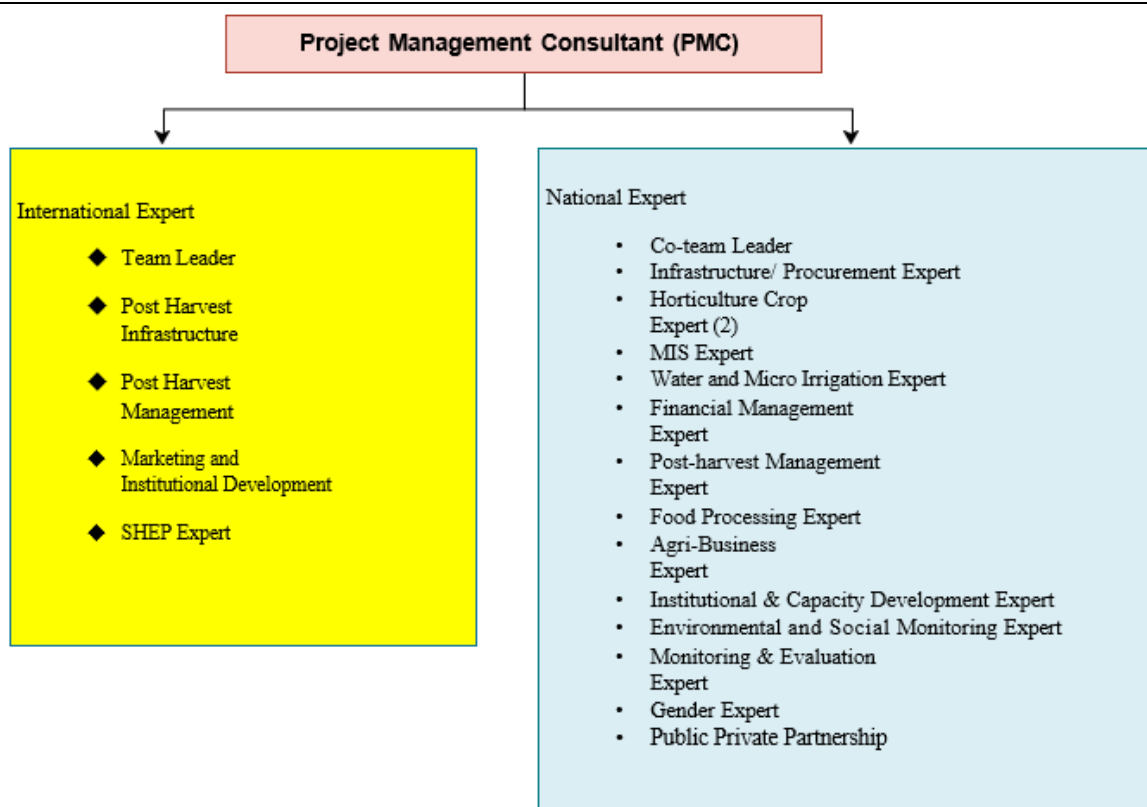 Project Management Consultant (PMC)
International Expert
◆ Team Leader
◆ Post Harvest
Infrastructure
◆ Post Harvest
Management
◆ Marketing and
Institutional Development
◆ SHEP Expert
National Expert
• Co-team Leader
• Infrastructure/ Procurement Expert
• Horticulture Crop
Expert (2)
• MIS Expert
• Water and Micro Irrigation Expert
• Financial Management
Expert
• Post-harvest Management
Expert
• Food Processing Expert
• Agri-Business
Expert
• Institutional & Capacity Development Expert
• Environmental and Social Monitoring Expert
• Monitoring & Evaluation
Expert
• Gender Expert
• Public Private Partnership